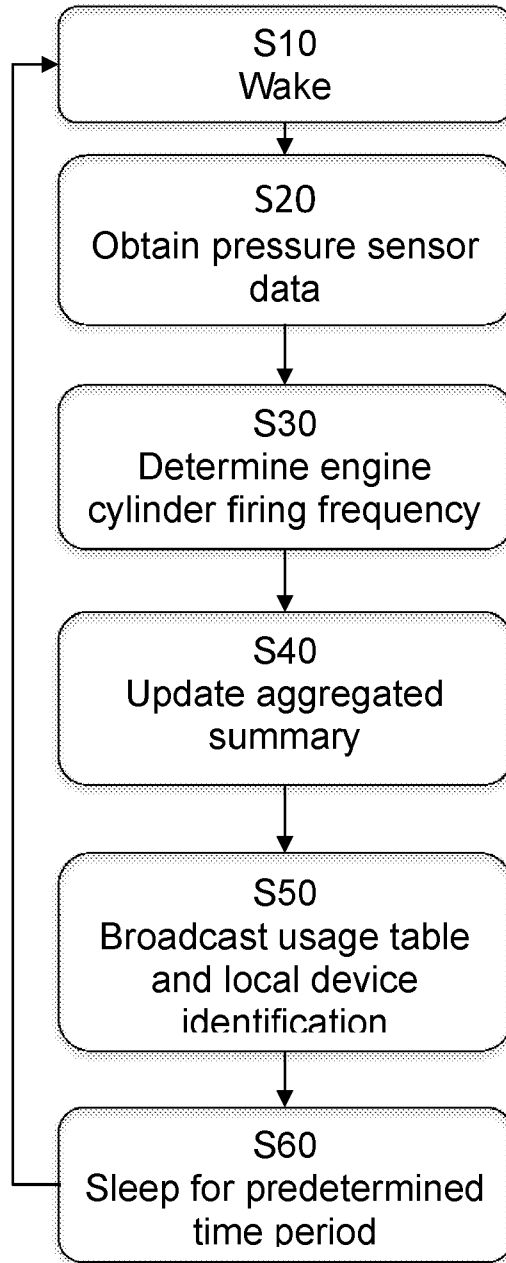 S10
Wake
S20
Obtain pressure sensor
data
S30
Determine engine
cylinder firing frequency
S40
Update aggregated
summary
S50
Broadcast usage table
and local device
identification
S60
Sleep for predetermined
time period